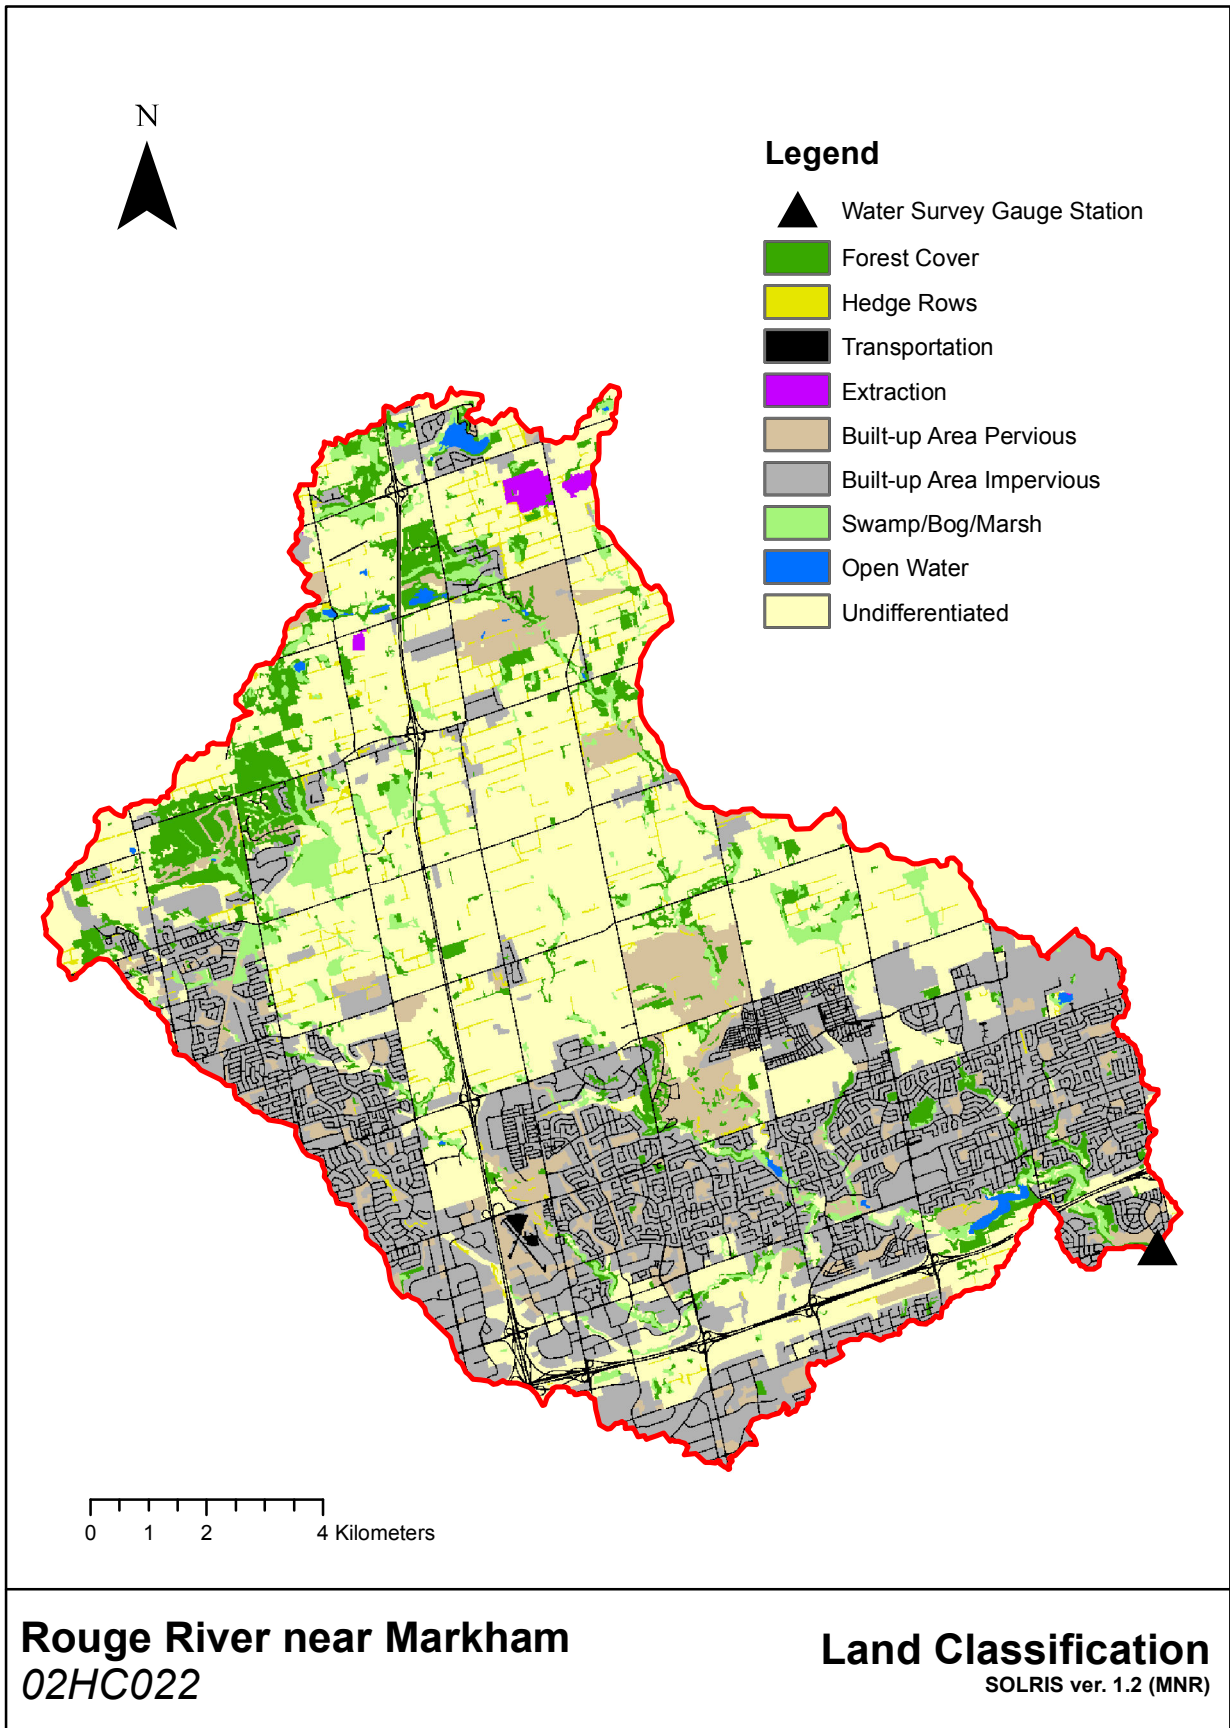 N
Legend
Water Survey Gauge Station
Forest Cover
Hedge Rows
Transportation
Extraction
Built-up Area Pervious
Built-up Area Impervious
Swamp/Bog/Marsh
Open Water
Undifferentiated
0 1 2 4 Kilometers
Rouge River near Markham
02HC022
Land Classification
SOLRIS ver. 1.2 (MNR)